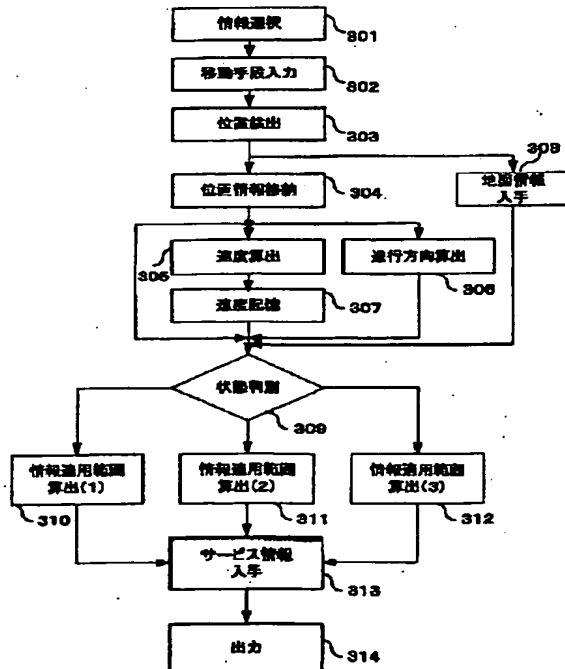 情報選択
301
移動手段入力
302
位置検出
303
309
地図情報
入手
位置情報格納
304
速度算出
305
進行方向算出
306
速度記憶
307
状態判別
309
情報適用範囲
算出(1)
310
情報適用範囲
算出(2)
311
情報適用範囲
算出(3)
312
サービス情報
入手
313
出力
314